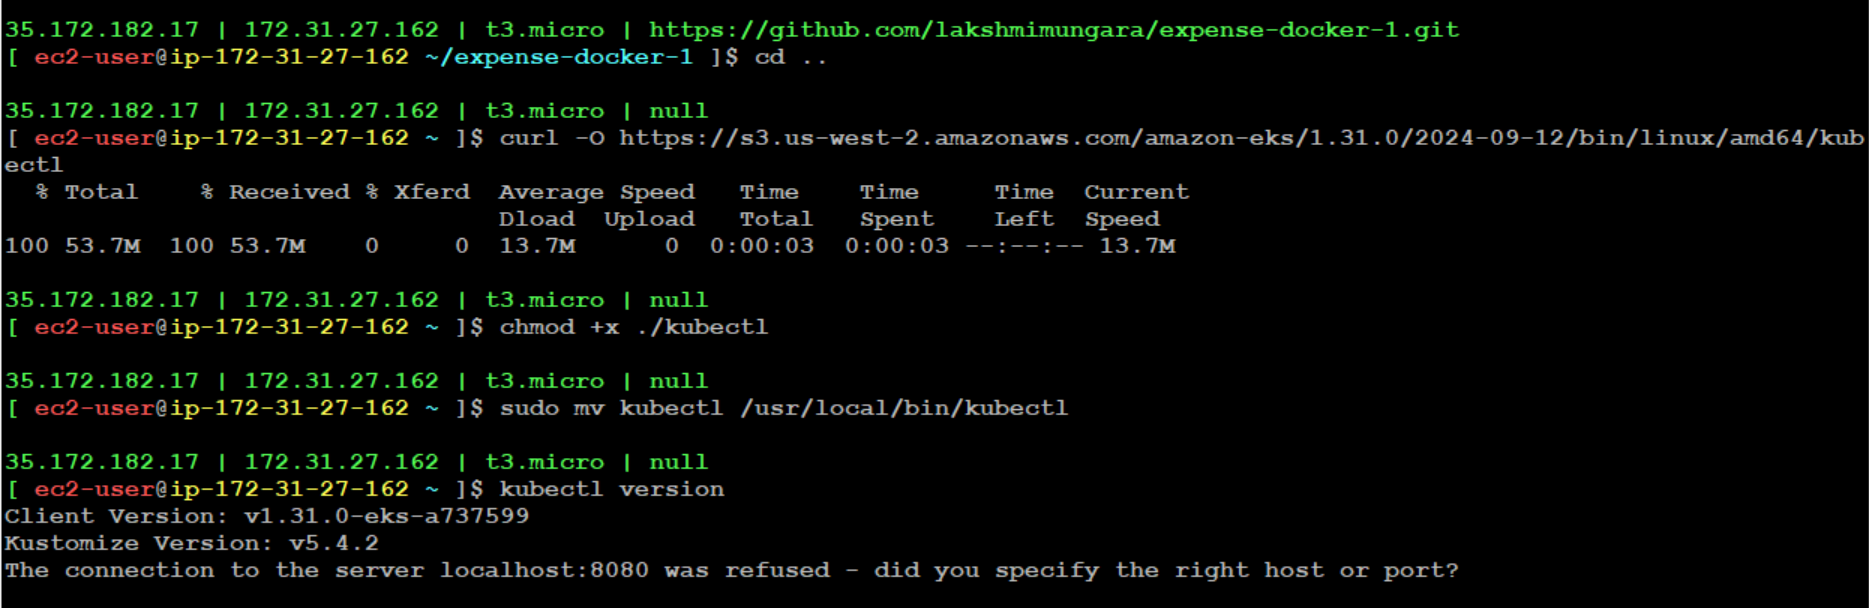 35.172.182.17 | 172.31.27.162 | t3.micro | https://github.com/lakshmimungara/expense-docker-1.git
[ ec2-user@ip-172-31-27-162 ~/expense-docker-1 ]$ cd ..
35.172.182.17 | 172.31.27.162 | t3.micro | null
[ ec2-user@ip-172-31-27-162 ~ ]$ curl -O https://s3.us-west-2.amazonaws.com/amazon-eks/1.31.0/2024-09-12/bin/linux/amd64/kub
ectl
% Total % Received % Xferd Average Speed Time Time Time Current
Dload Upload Total Spent Left Speed
100 53.7M 100 53.7M 0 0 13.7M 0 0:00:03 0:00:03 --:--:-- 13.7M
35.172.182.17 | 172.31.27.162 | t3.micro | null
[ ec2-user@ip-172-31-27-162 ~ ]$ chmod +x ./kubectl
35.172.182.17 | 172.31.27.162 | t3.micro | null
[ ec2-user@ip-172-31-27-162 ~ ]$ sudo mv kubectl /usr/local/bin/kubectl
35.172.182.17 | 172.31.27.162 | t3.micro | null
[ ec2-user@ip-172-31-27-162 ~ ]$ kubectl version
Client Version: v1.31.0-eks-a737599
Kustomize Version: v5.4.2
The connection to the server localhost:8080 was refused - did you specify the right host or port?